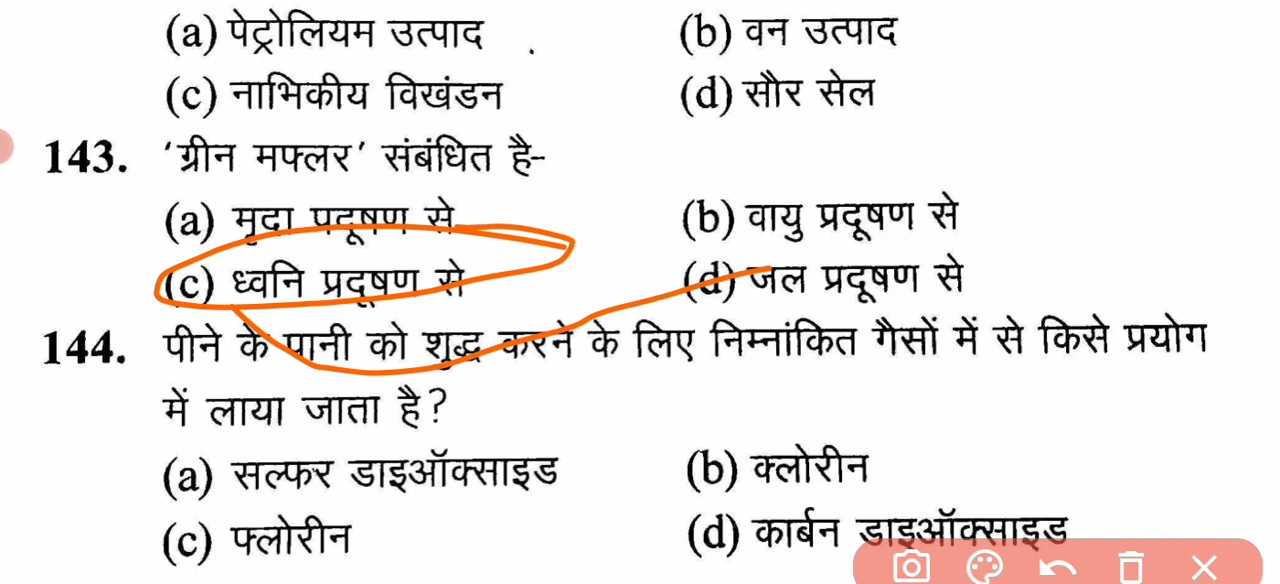 (a) पेट्रोलियम उत्पाद (b) वन उत्पाद
(c) नाभिकीय विखंडन (d) सौर सेल
143. ‘ग्रीन मफ्लर’ संबंधित है-
(a) मृदा प्रदूषण से (b) वायु प्रदूषण से
(c) ध्वनि प्रदूषण से (d) जल प्रदूषण से
144. पीने के पानी को शुद्ध करने के लिए निम्नांकित गैसों में से किसे प्रयोग
में लाया जाता है?
(a) सल्फर डाइऑक्साइड (b) क्लोरीन
(c) फ्लोरीन (d) कार्बन डाइऑक्साइड